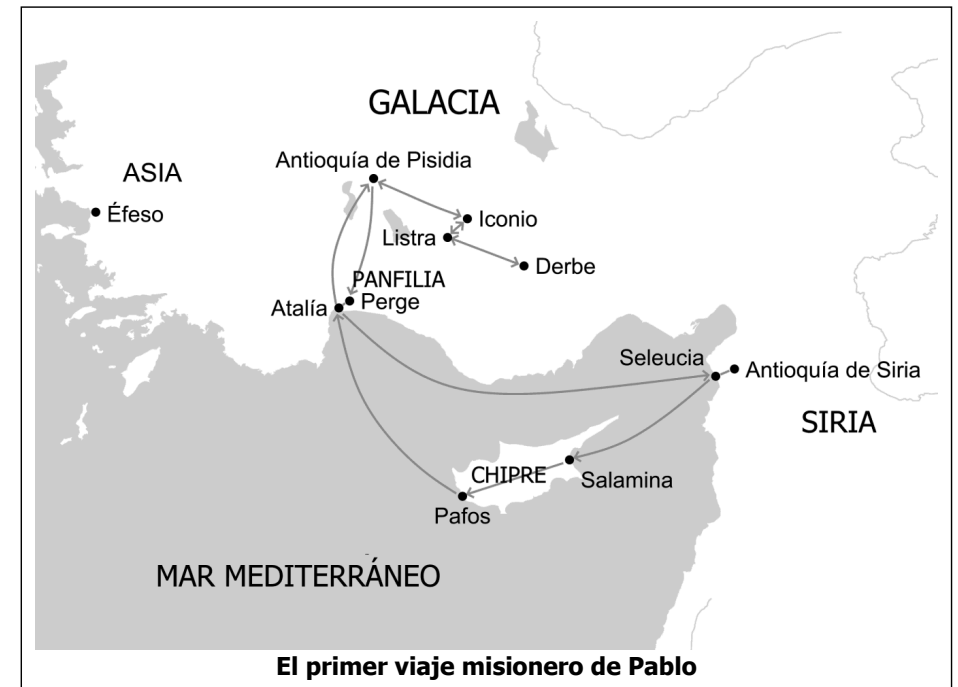 GALACIA
Antioquía de Pisidia
ASIA
Éfeso
Iconio
Listra
Derbe
PANFILIA
Perge
Atalía
Seleucia
Antioquía de Siria
SIRIA
CHIPRE
Salamina
Pafos
MAR MEDITERRÁNEO
El primer viaje misionero de Pablo